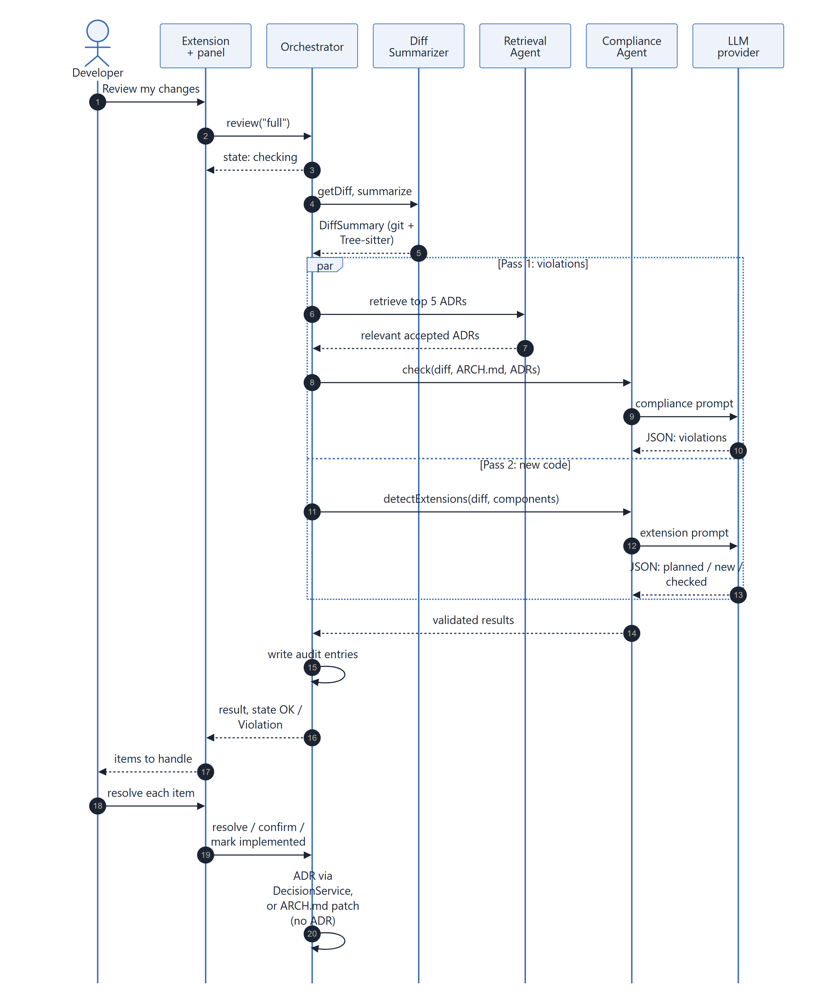 Developer
Extension
+ panel
Orchestrator
Diff
Summarizer
Retrieval
Agent
Compliance
Agent
LLM
provider
Review my changes
1
review("full")
2
state: checking
3
getDiff, summarize
4
DiffSummary (git +
Tree-sitter)
5
par
[Pass 1: violations]
retrieve top 5 ADRs
6
relevant accepted ADRs
7
check(diff, ARCH.md, ADRs)
8
compliance prompt
9
JSON: violations
10
[Pass 2: new code]
detectExtensions(diff, components)
11
extension prompt
12
JSON: planned / new /
checked
13
validated results
14
write audit entries
15
result, state OK /
Violation
16
items to handle
17
resolve each item
18
resolve / confirm /
mark implemented
19
ADR via
DecisionService,
or ARCH.md patch
(no ADR)
20